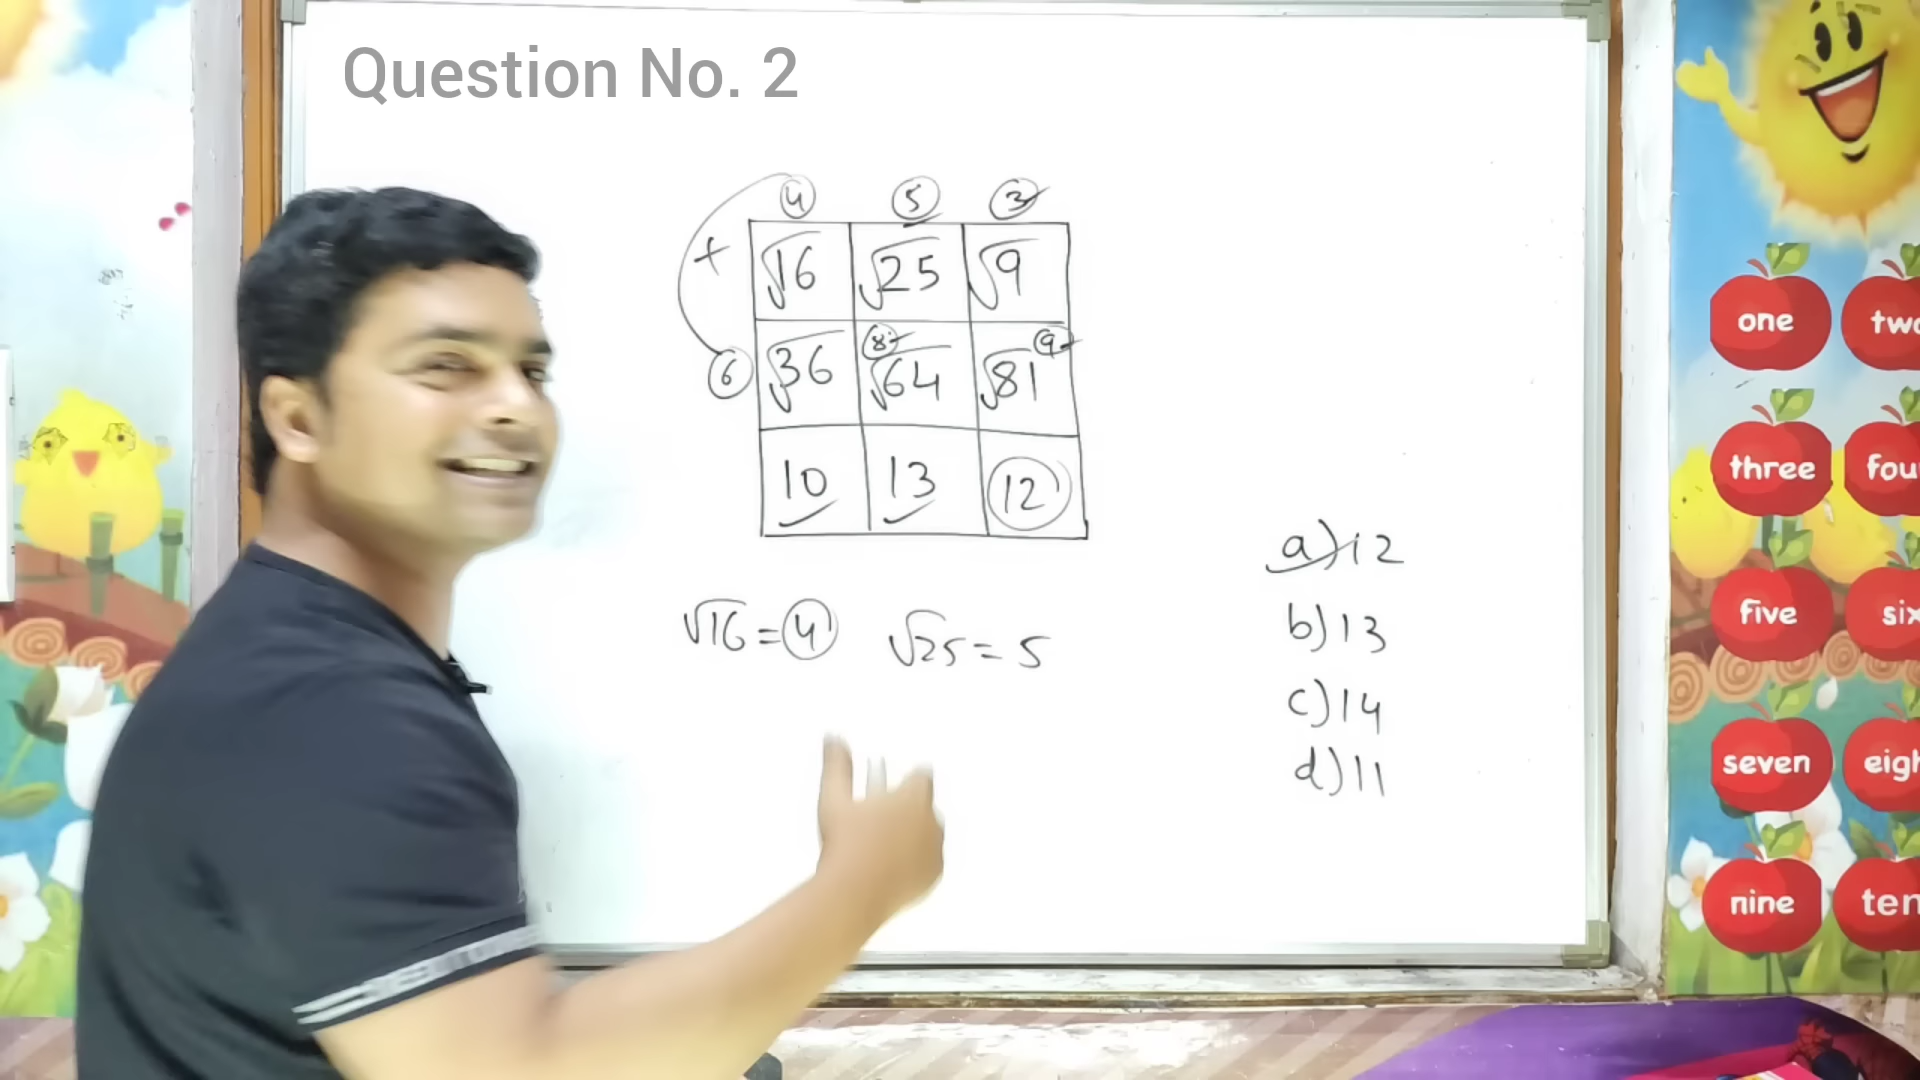 Question No. 2
4 5 3
+ √16 √25 √9
8 9
6 √36 √64 √81
10 13 12
a) 12
√16 = 4 √25 = 5
b) 13
c) 14
d) 11
one
three
five
seven
nine
ten